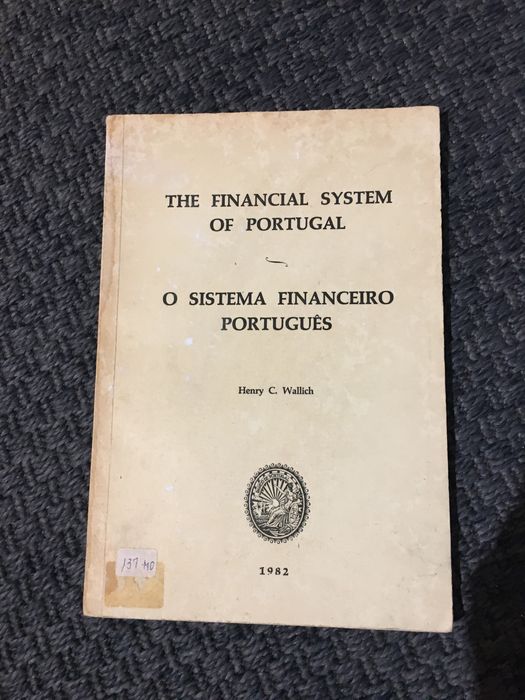 THE FINANCIAL SYSTEM
OF PORTUGAL
O SISTEMA FINANCEIRO
PORTUGUÊS
Henry C. Wallich
1982